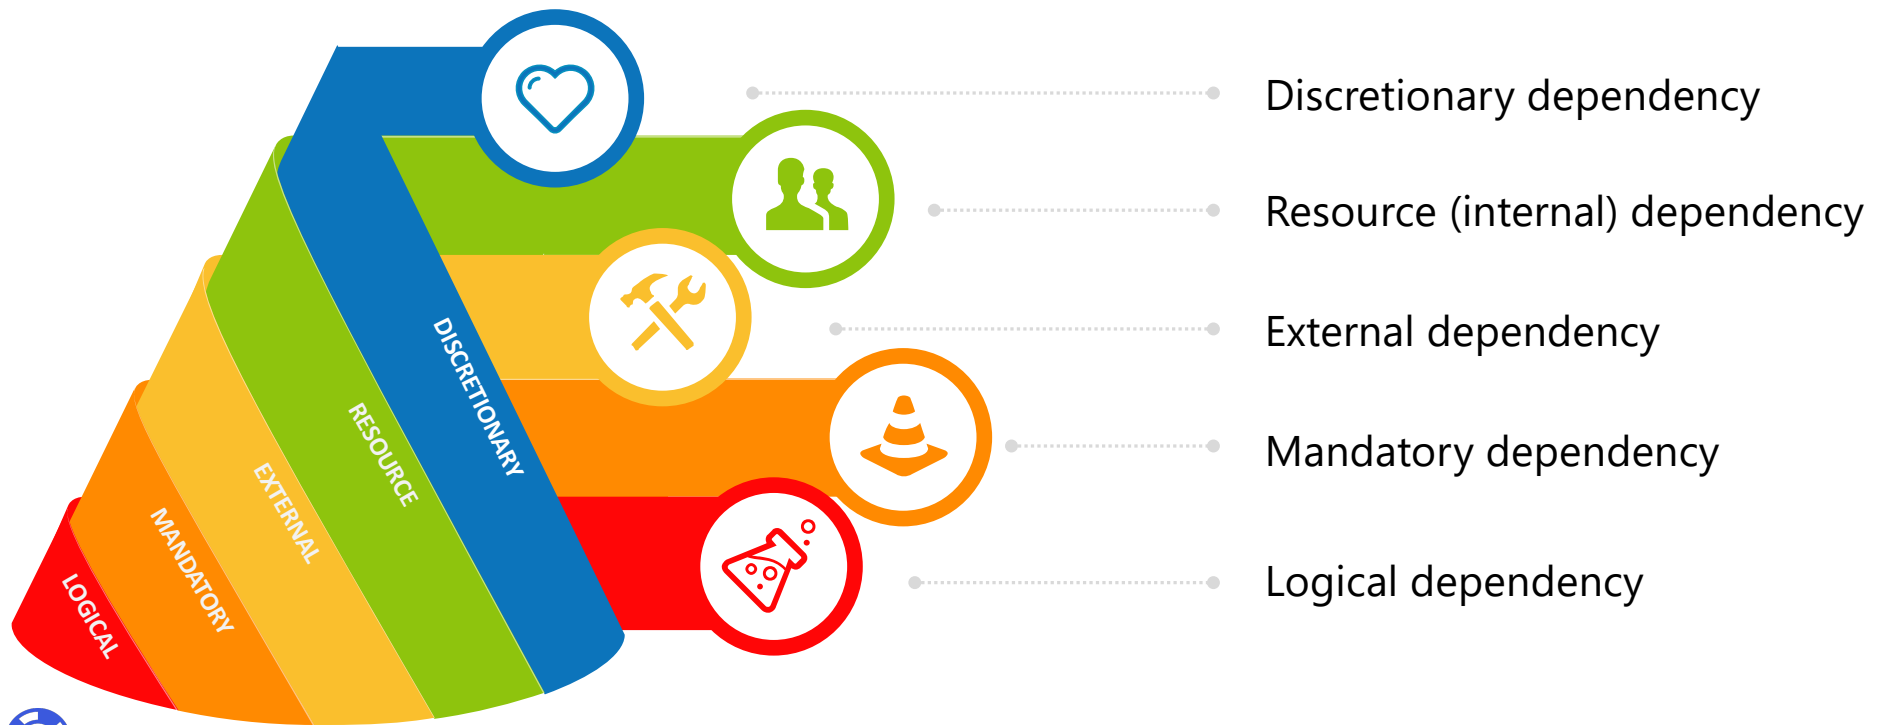 Discretionary dependency
Resource (internal) dependency
External dependency
Mandatory dependency
Logical dependency
DISCRETIONARY
RESOURCE
EXTERNAL
MANDATORY
LOGICAL